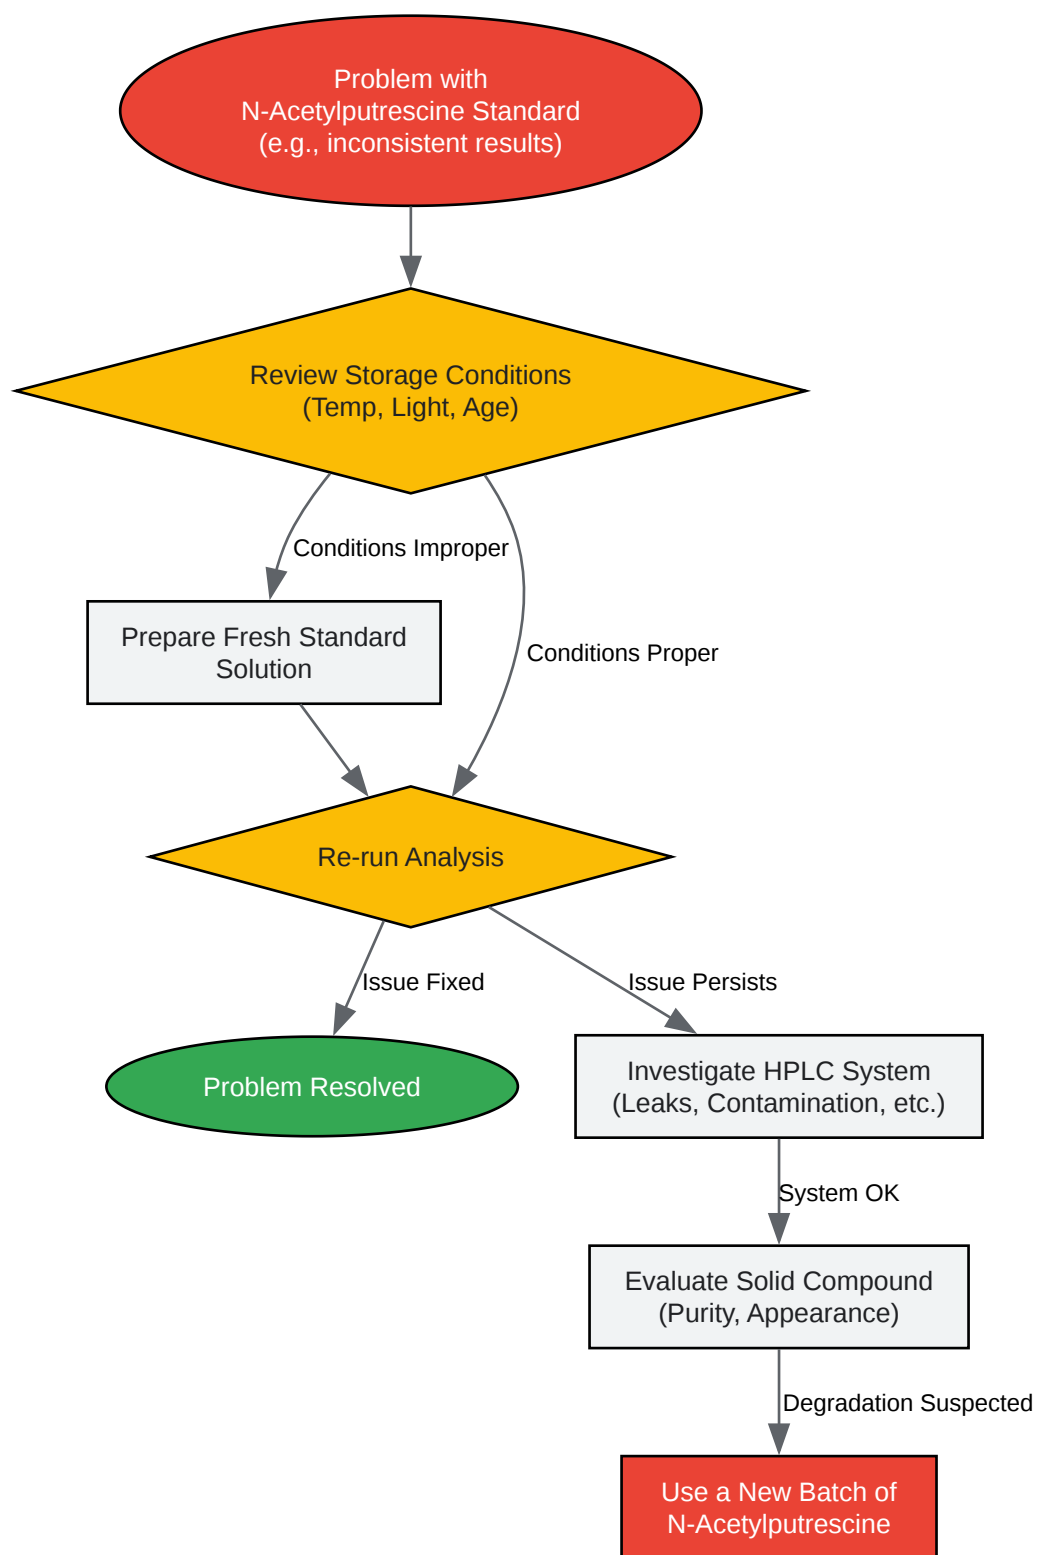 Problem with
N-Acetylputrescine Standard
(e.g., inconsistent results)
Review Storage Conditions
(Temp, Light, Age)
Conditions Improper
Prepare Fresh Standard
Solution
Conditions Proper
Re-run Analysis
Issue Fixed
Issue Persists
Problem Resolved
Investigate HPLC System
(Leaks, Contamination, etc.)
System OK
Evaluate Solid Compound
(Purity, Appearance)
Degradation Suspected
Use a New Batch of
N-Acetylputrescine